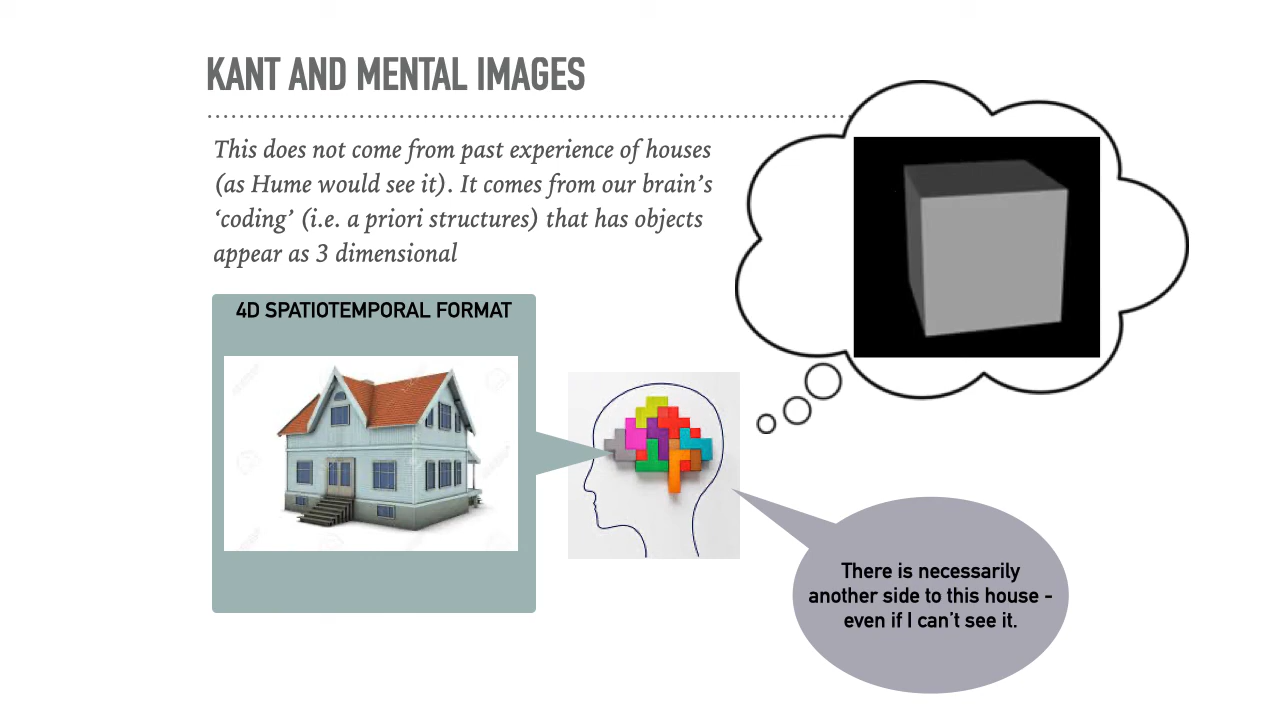 KANT AND MENTAL IMAGES
This does not come from past experience of houses
(as Hume would see it). It comes from our brain’s
‘coding’ (i.e. a priori structures) that has objects
appear as 3 dimensional
4D SPATIOTEMPORAL FORMAT
There is necessarily
another side to this house -
even if I can’t see it.